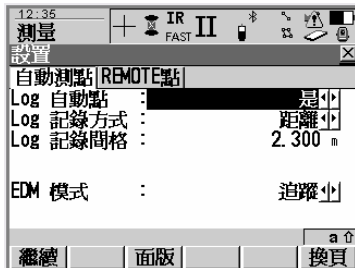 12:35
測量
IR
FAST
II
設置
自動測點 REMOTE點
Log 自動點 : 是
Log 記錄方式 : 距離
Log 記錄間格 : 2.300 m
EDM 模式 : 追蹤
a
繼續 面版 換頁